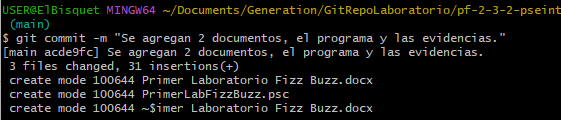 USER@ElBisquet MINGW64 ~/Documents/Generation/GitRepoLaboratorio/pf-2-3-2-pseint
(main)
$ git commit -m "Se agregan 2 documentos, el programa y las evidencias."
[main acde9fc] Se agregan 2 documentos, el programa y las evidencias.
3 files changed, 31 insertions(+)
create mode 100644 Primer Laboratorio Fizz Buzz.docx
create mode 100644 PrimerLabFizzBuzz.psc
create mode 100644 ~$imer Laboratorio Fizz Buzz.docx